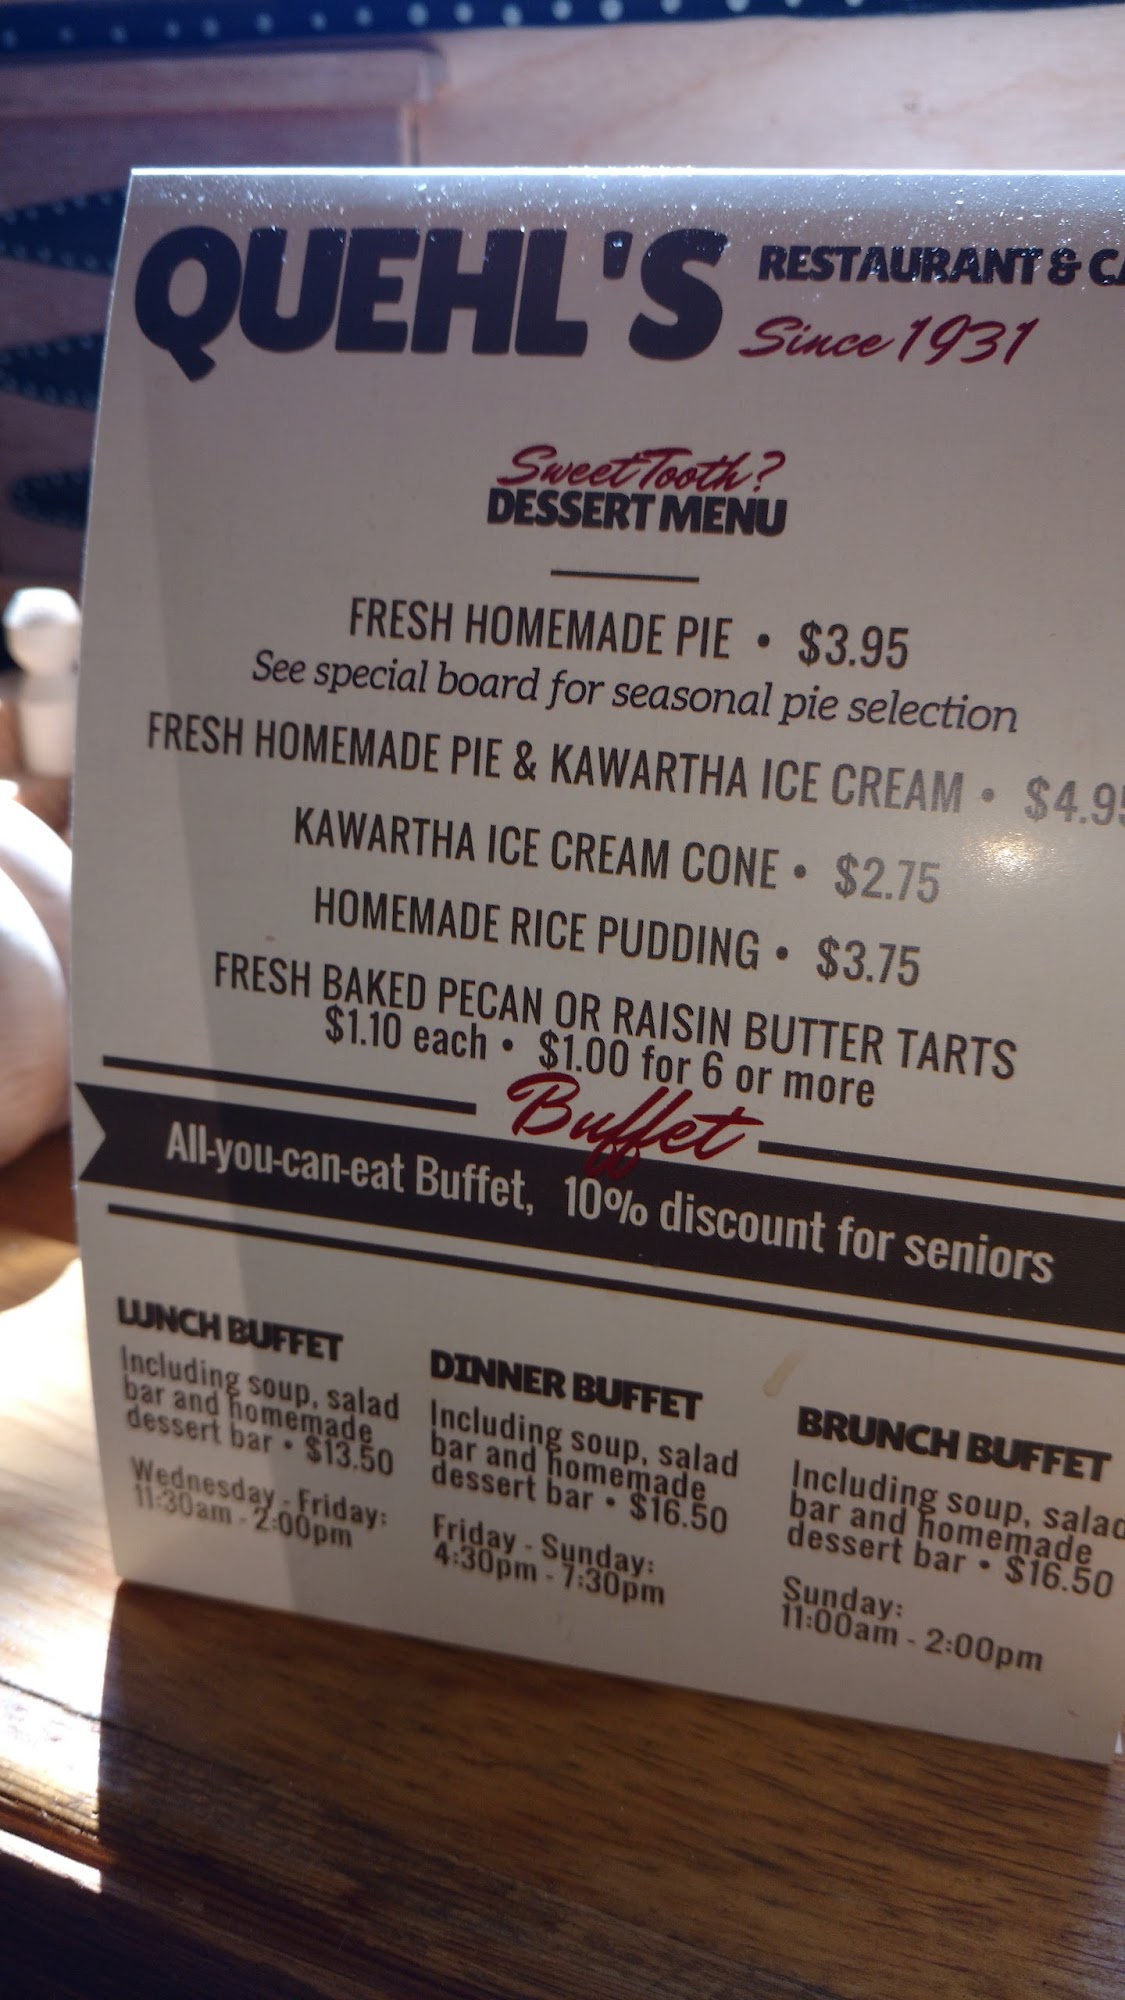 QUEHL'S RESTAURANT &
Since 1931
Sweet Tooth?
DESSERT MENU
FRESH HOMEMADE PIE • $3.95
See special board for seasonal pie selection
FRESH HOMEMADE PIE & KAWARTHA ICE CREAM • $4.95
KAWARTHA ICE CREAM CONE • $2.75
HOMEMADE RICE PUDDING • $3.75
FRESH BAKED PECAN OR RAISIN BUTTER TARTS
$1.10 each • $1.00 for 6 or more
Buffet
All-you-can-eat Buffet, 10% discount for seniors
LUNCH BUFFET
Including soup, salad
bar and homemade
dessert bar • $13.50
Wednesday - Friday:
11:30am - 2:00pm
DINNER BUFFET
Including soup, salad
bar and homemade
dessert bar • $16.50
Friday - Sunday:
4:30pm - 7:30pm
BRUNCH BUFFET
Including soup, salad
bar and homemade
dessert bar • $16.50
Sunday:
11:00am - 2:00pm